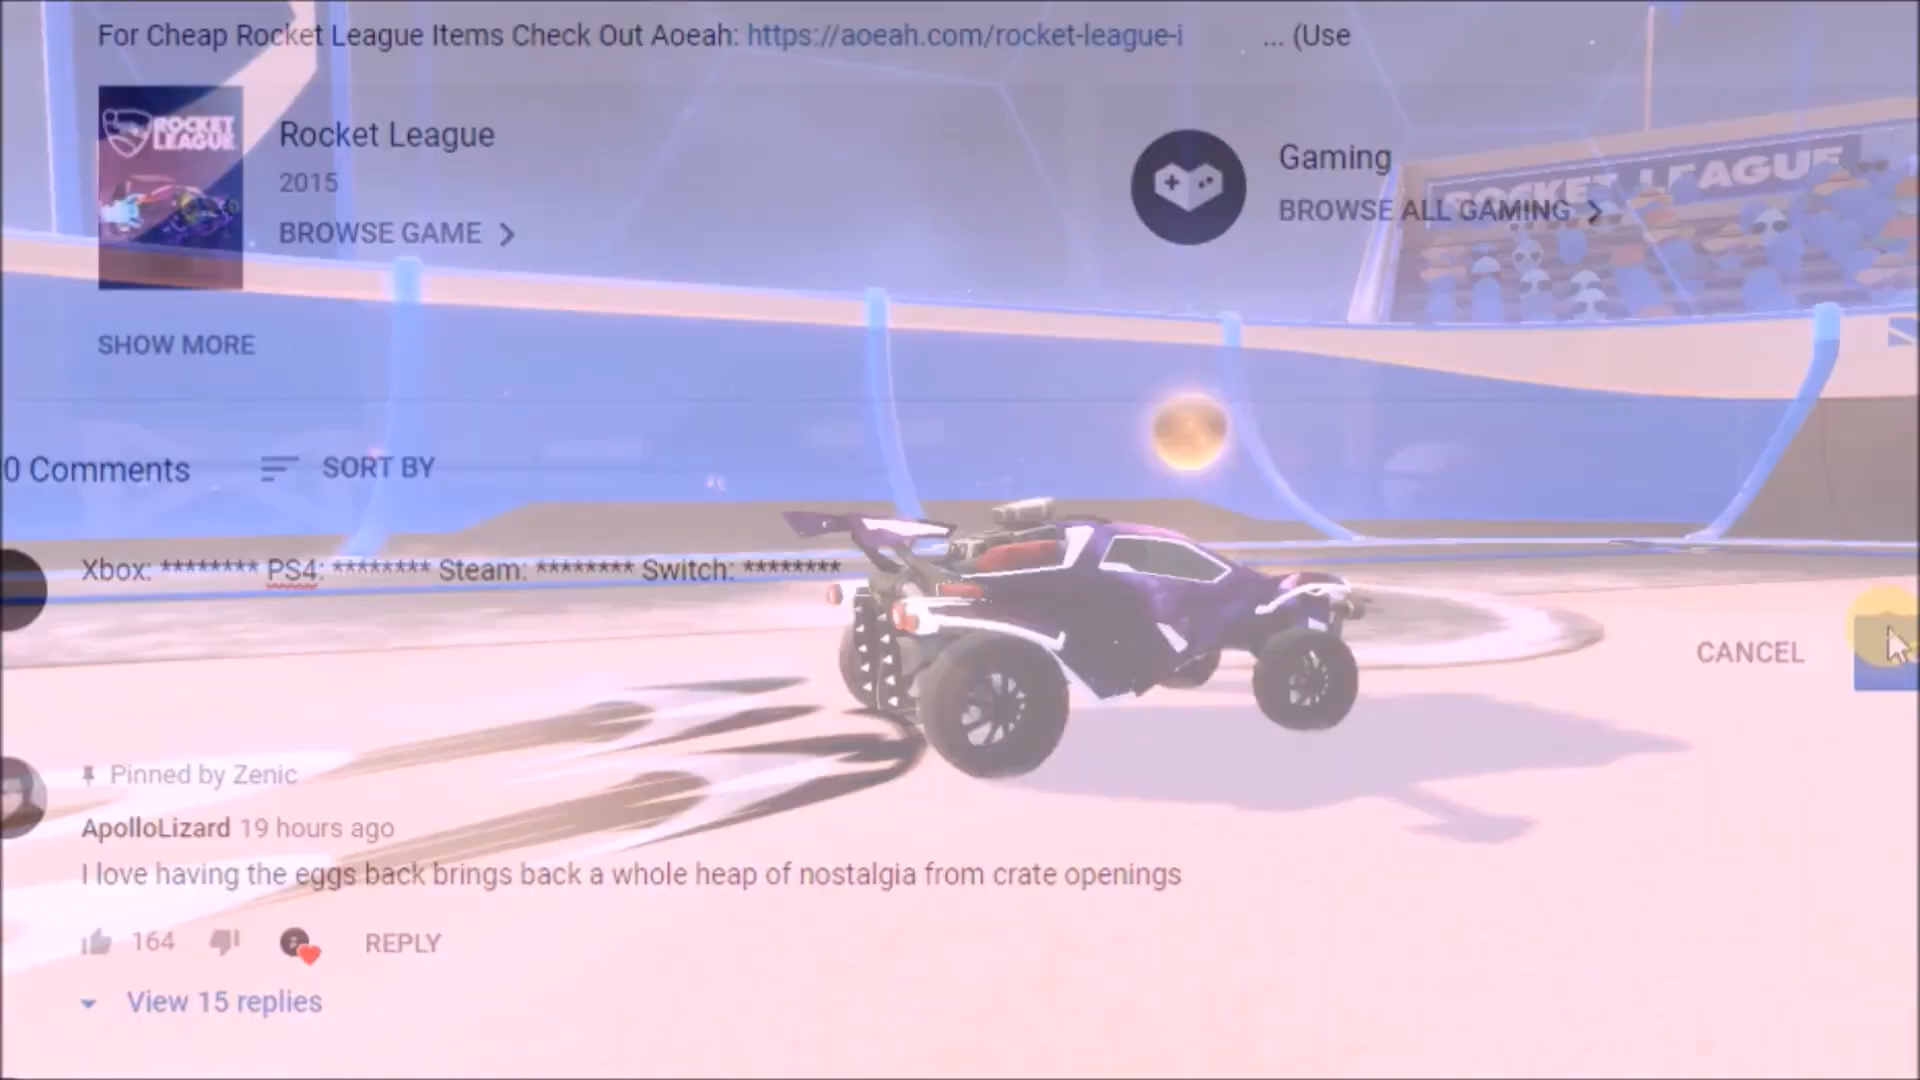 For Cheap Rocket League Items Check Out Aoeah: https://aoeah.com/rocket-league-i ... (Use
ROCKET LEAGUE
Rocket League
2015
BROWSE GAME
Gaming
BROWSE ALL GAMING
ROCKET LEAGUE
SHOW MORE
0 Comments
SORT BY
Xbox: ******** PS4: ******** Steam: ******** Switch: ********
CANCEL
Pinned by Zenic
ApolloLizard 19 hours ago
I love having the eggs back brings back a whole heap of nostalgia from crate openings
164
REPLY
View 15 replies